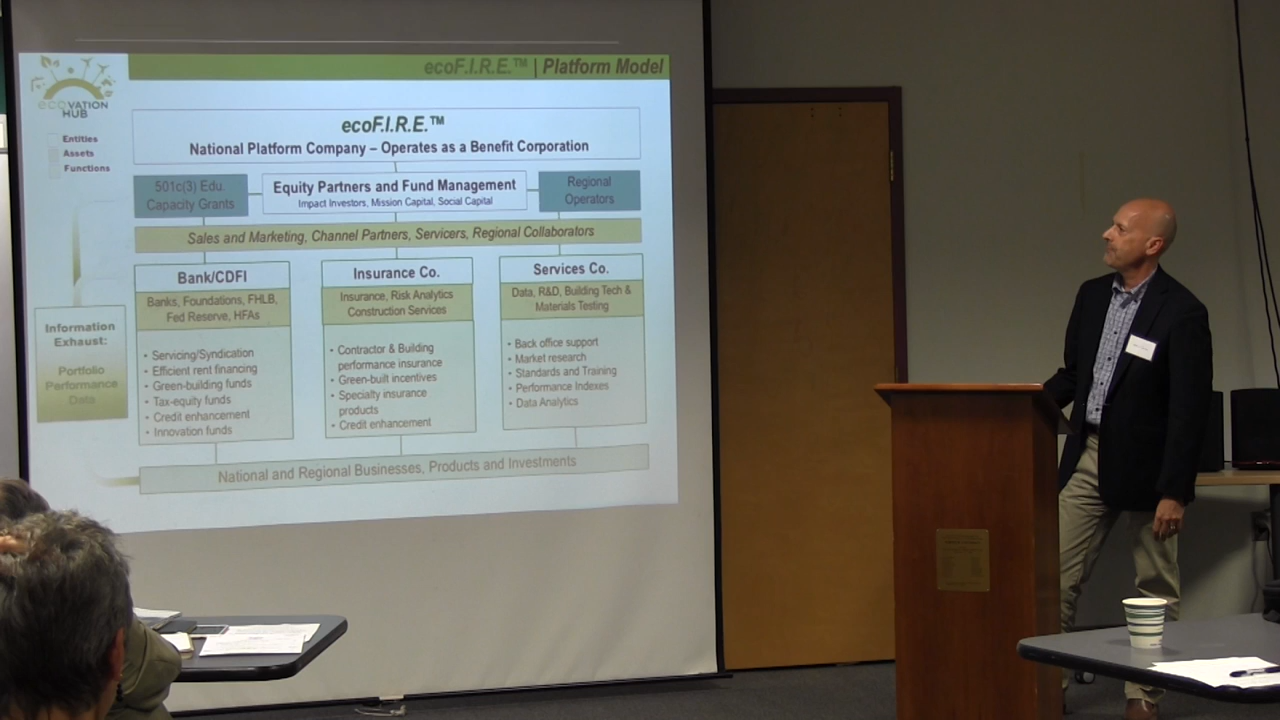 ecoF.I.R.E.™ | Platform Model
ecOVATION
HUB
Entities
Assets
Functions
ecoF.I.R.E.™
National Platform Company – Operates as a Benefit Corporation
501c(3) Edu.
Capacity Grants
Equity Partners and Fund Management
Impact Investors, Mission Capital, Social Capital
Regional
Operators
Sales and Marketing, Channel Partners, Servicers, Regional Collaborators
Bank/CDFI
Banks, Foundations, FHLB,
Fed Reserve, HFAs
• Servicing/Syndication
• Efficient rent financing
• Green-building funds
• Tax-equity funds
• Credit enhancement
• Innovation funds
Insurance Co.
Insurance, Risk Analytics
Construction Services
• Contractor & Building
performance insurance
• Green-built incentives
• Specialty insurance
products
• Credit enhancement
Services Co.
Data, R&D, Building Tech &
Materials Testing
• Back office support
• Market research
• Standards and Training
• Performance Indexes
• Data Analytics
Information
Exhaust:
Portfolio
Performance
Data
National and Regional Businesses, Products and Investments